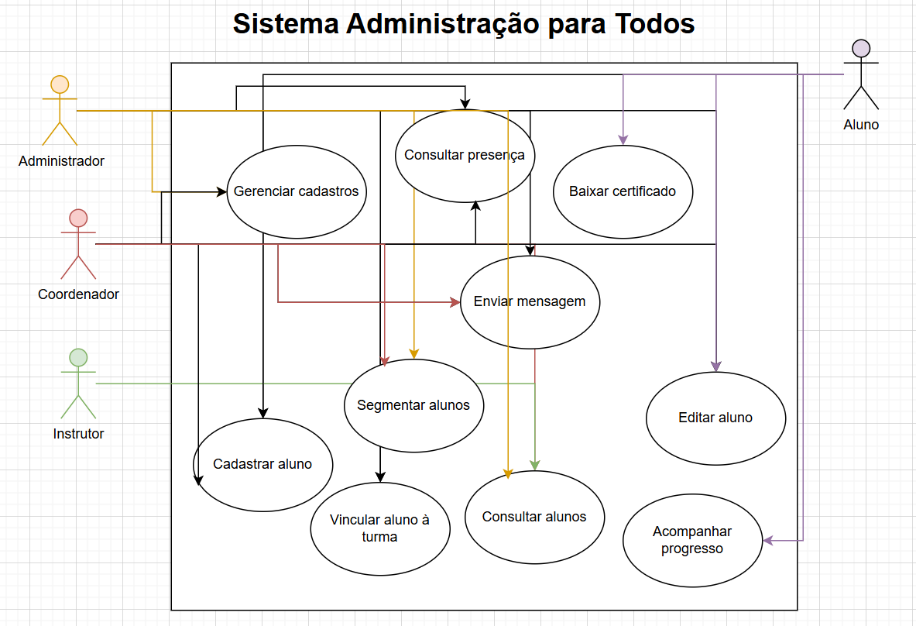 Sistema Administração para Todos
Administrador
Aluno
Consultar presença
Gerenciar cadastros
Baixar certificado
Coordenador
Enviar mensagem
Segmentar alunos
Editar aluno
Instrutor
Cadastrar aluno
Vincular aluno à
turma
Consultar alunos
Acompanhar
progresso